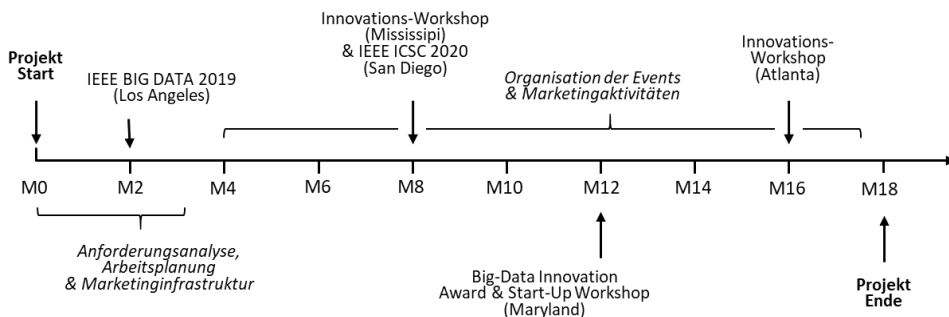 Projekt
Start
IEEE BIG DATA 2019
(Los Angeles)
Innovations-Workshop
(Mississipi)
& IEEE ICSC 2020
(San Diego)
Organisation der Events
& Marketingaktivitäten
Innovations-
Workshop
(Atlanta)
M0 M2 M4 M6 M8 M10 M12 M14 M16 M18
Anforderungsanalyse,
Arbeitsplanung
& Marketinginfrastruktur
Big-Data Innovation
Award & Start-Up Workshop
(Maryland)
Projekt
Ende